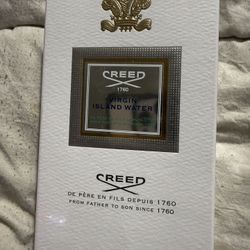 CREED
1760
VIRGIN
ISLAND WATER
CREED
DE PÈRE EN FILS DEPUIS 1760
FROM FATHER TO SON SINCE 1760